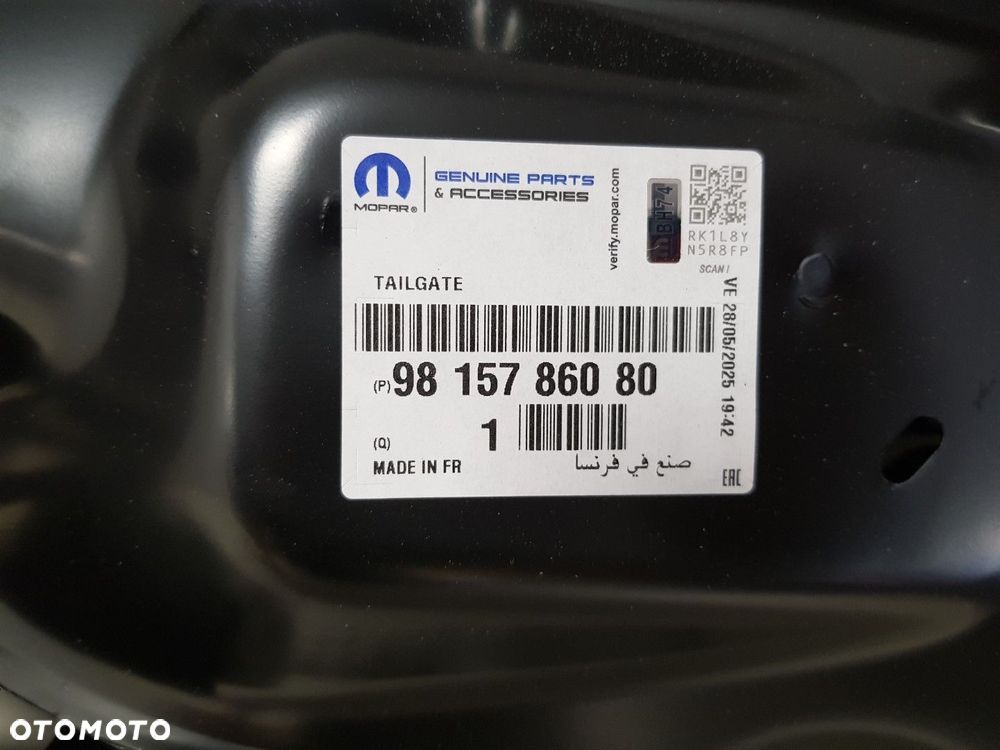 MOPAR®
GENUINE PARTS
& ACCESSORIES
verify.mopar.com
BH74
RK1L8Y
N5R8FP
SCAN!
TAILGATE
VE 28/05/2025 19:42
(P) 98 157 860 80
(Q) 1
MADE IN FR
صنع في فرنسا
EAC
OTOMOTO